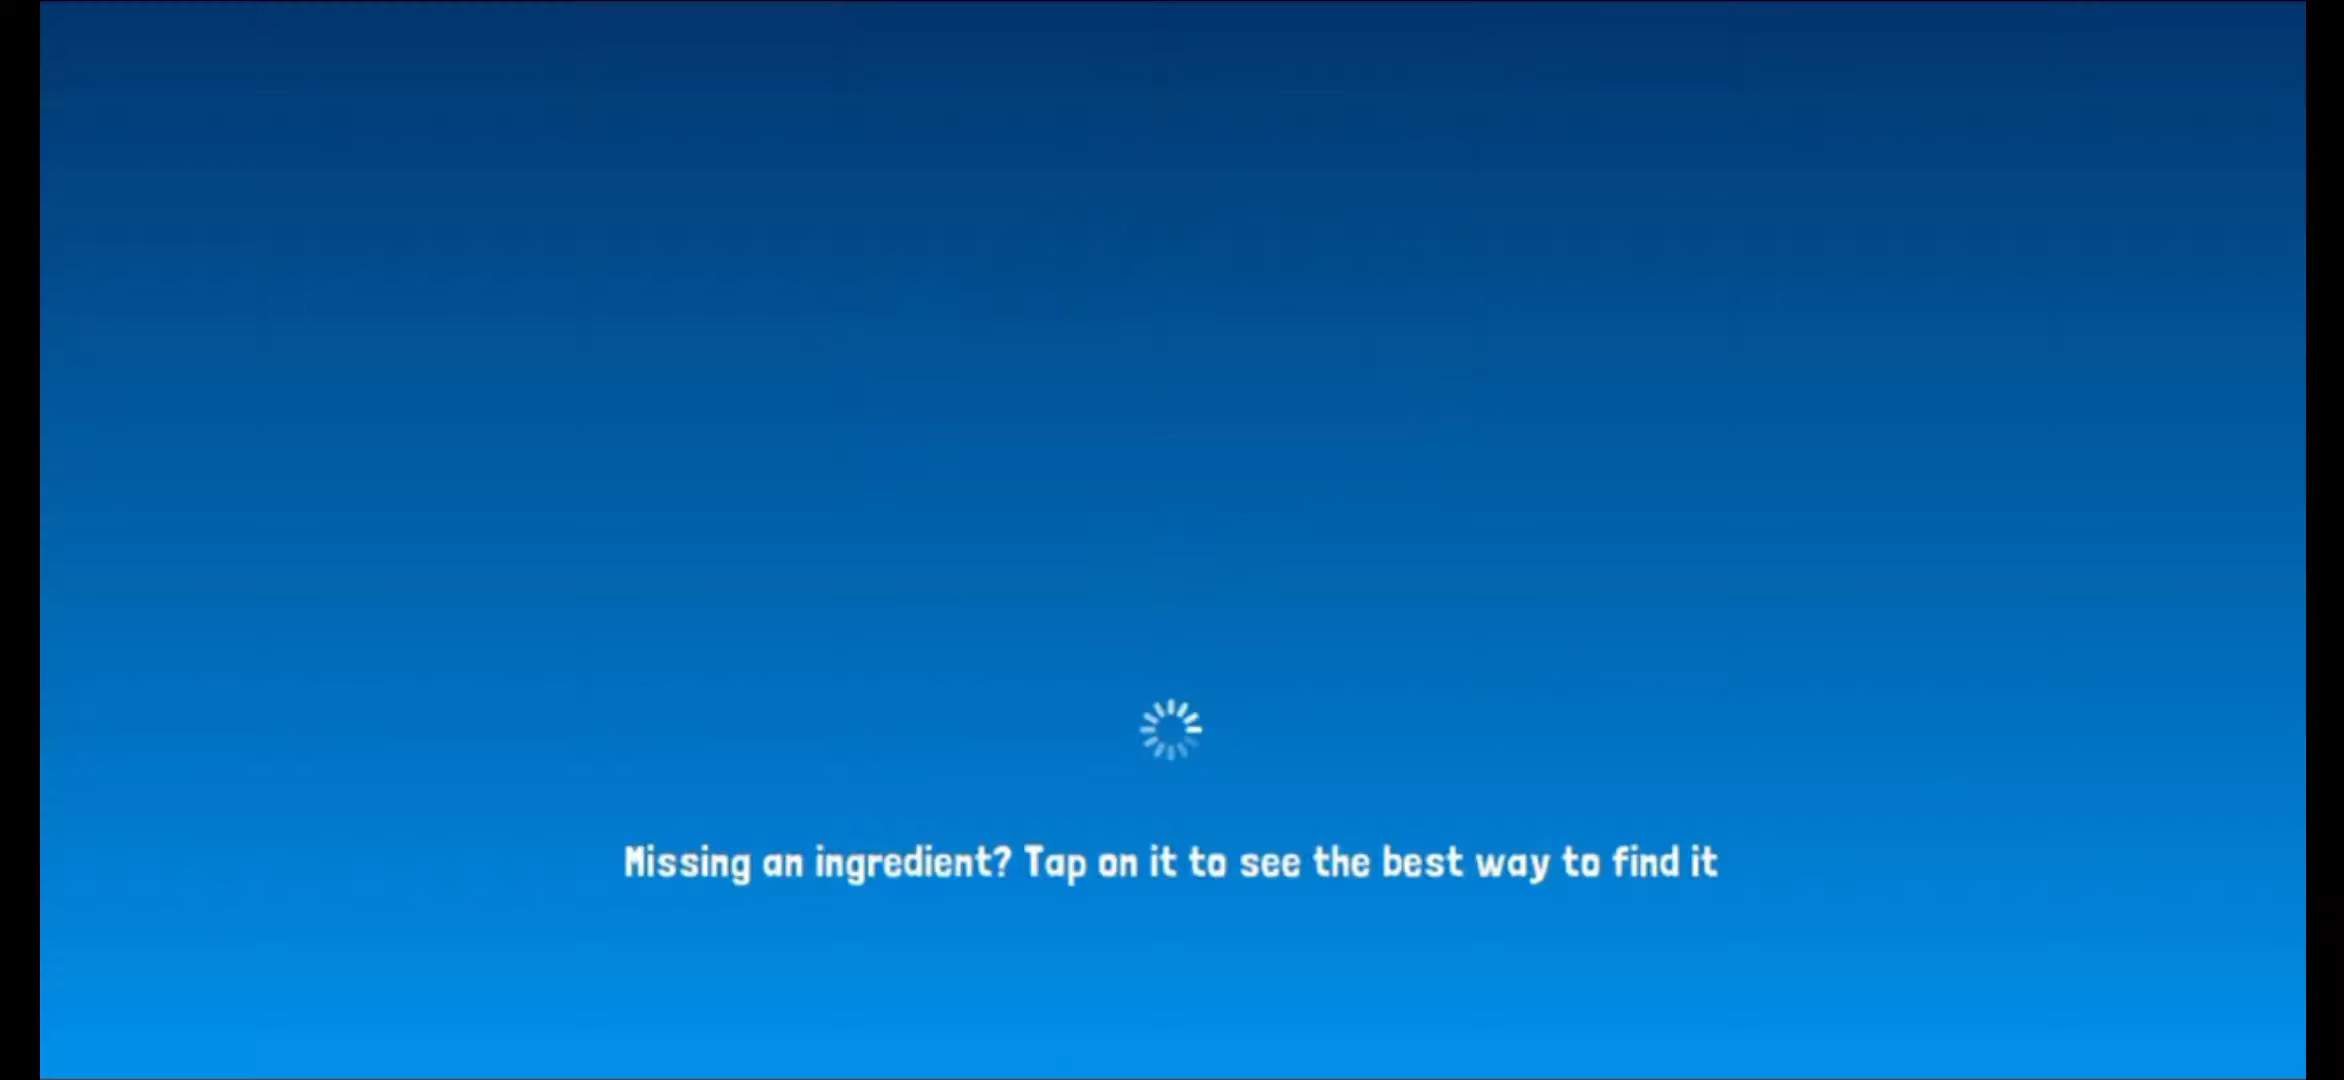 Missing an ingredient? Tap on it to see the best way to find it